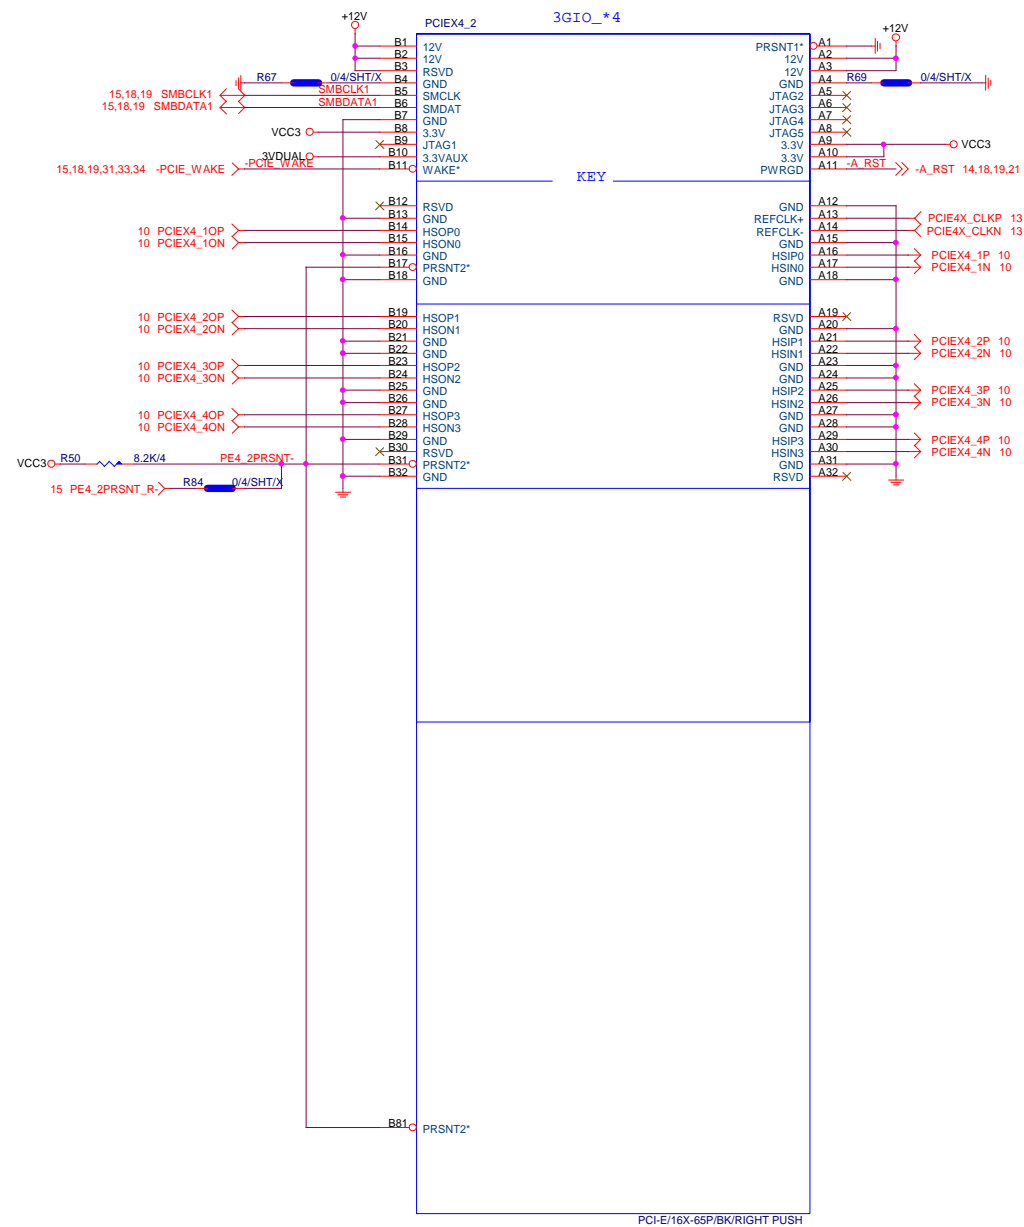 3GIO_*4
+12V PCIEX4_2 +12V
B1 12V PRSNT1* A1
B2 12V 12V A2
B3 RSVD 12V A3
R67 0/4/SHT/X B4 GND GND A4 R69 0/4/SHT/X
15,18,19 SMBCLK1 SMBCLK1 B5 SMCLK JTAG2 A5
15,18,19 SMBDATA1 SMBDATA1 B6 SMDAT JTAG3 A6
B7 GND JTAG4 A7
VCC3 B8 3.3V JTAG5 A8
B9 JTAG1 3.3V A9 VCC3
3VDUAL B10 3.3VAUX 3.3V A10
15,18,19,31,33,34 -PCIE_WAKE -PCIE_WAKE B11 WAKE* PWRGD A11 -A_RST -A_RST 14,18,19,21
KEY
B12 RSVD GND A12
B13 GND REFCLK+ A13 PCIE4X_CLKP 13
10 PCIEX4_1OP B14 HSOP0 REFCLK- A14 PCIE4X_CLKN 13
10 PCIEX4_1ON B15 HSON0 GND A15
B16 GND HSIP0 A16 PCIEX4_1P 10
B17 PRSNT2* HSIN0 A17 PCIEX4_1N 10
B18 GND GND A18
10 PCIEX4_2OP B19 HSOP1 RSVD A19
10 PCIEX4_2ON B20 HSON1 GND A20
B21 GND HSIP1 A21 PCIEX4_2P 10
B22 GND HSIN1 A22 PCIEX4_2N 10
10 PCIEX4_3OP B23 HSOP2 GND A23
10 PCIEX4_3ON B24 HSON2 GND A24
B25 GND HSIP2 A25 PCIEX4_3P 10
B26 GND HSIN2 A26 PCIEX4_3N 10
10 PCIEX4_4OP B27 HSOP3 GND A27
10 PCIEX4_4ON B28 HSON3 GND A28
B29 GND HSIP3 A29 PCIEX4_4P 10
B30 RSVD HSIN3 A30 PCIEX4_4N 10
VCC3 R50 8.2K/4 PE4_2PRSNT- B31 PRSNT2* GND A31
B32 GND RSVD A32
15 PE4_2PRSNT_R- R84 0/4/SHT/X
B81 PRSNT2*
PCI-E/16X-65P/BK/RIGHT PUSH